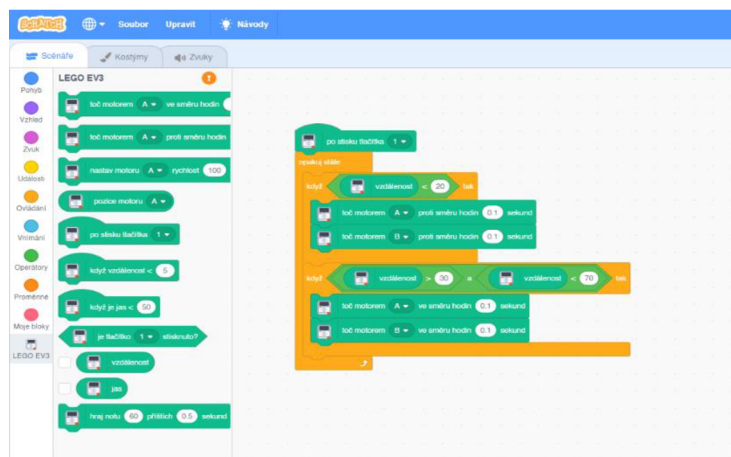 SCRATCH Soubor Upravit Návody
Scénáře Kostýmy Zvuky
Pohyb
Vzhled
Zvuk
Události
Ovládání
Vnímání
Operátory
Proměnné
Moje bloky
LEGO EV3
LEGO EV3
toč motorem A ve směru hodin
toč motorem A proti směru hodin
nastav motoru A rychlost 100
pozice motoru A
po stisku tlačítka 1
když vzdálenost < 5
když je jas < 50
je tlačítko 1 stisknuto?
vzdálenost
jas
hraj notu 60 příštích 0.5 sekund
po stisku tlačítka 1
opakuj stále
když vzdálenost < 20 tak
toč motorem A proti směru hodin 0.1 sekund
toč motorem B proti směru hodin 0.1 sekund
když vzdálenost > 30 a vzdálenost < 70 tak
toč motorem A ve směru hodin 0.1 sekund
toč motorem B ve směru hodin 0.1 sekund